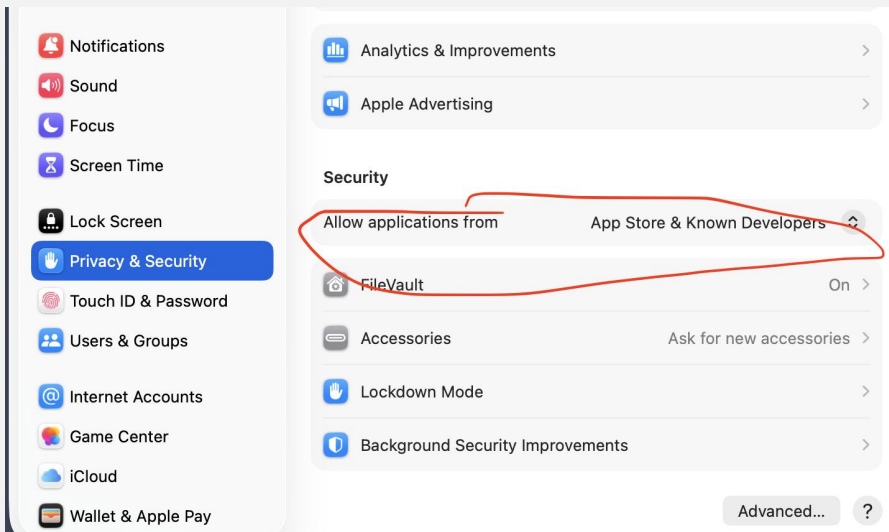 Notifications
Sound
Focus
Screen Time
Lock Screen
Privacy & Security
Touch ID & Password
Users & Groups
Internet Accounts
Game Center
iCloud
Wallet & Apple Pay
Analytics & Improvements
Apple Advertising
Security
Allow applications from App Store & Known Developers
FileVault On
Accessories Ask for new accessories
Lockdown Mode
Background Security Improvements
Advanced... ?